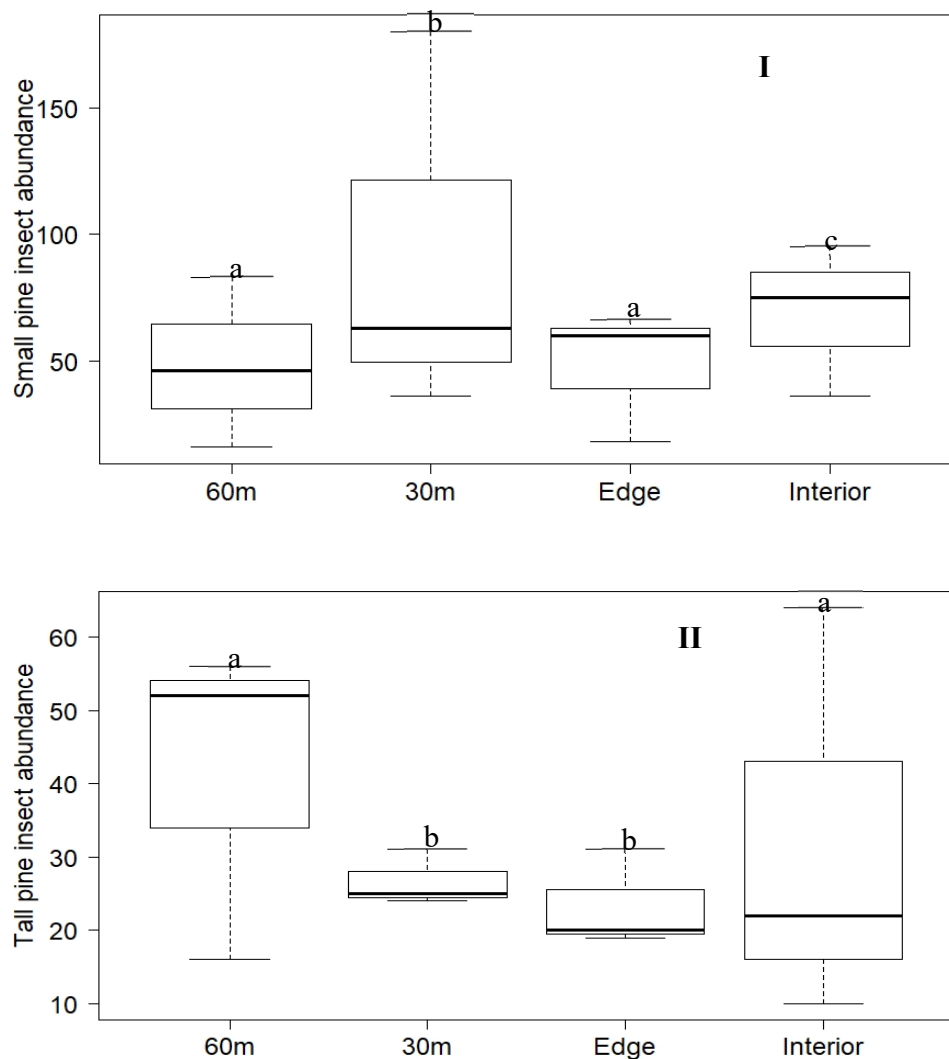 Small pine insect abundance
150
100
50
a
b
a
c
I
60m 30m Edge Interior
Tall pine insect abundance
60
50
40
30
20
10
a
b
b
a
II
60m 30m Edge Interior